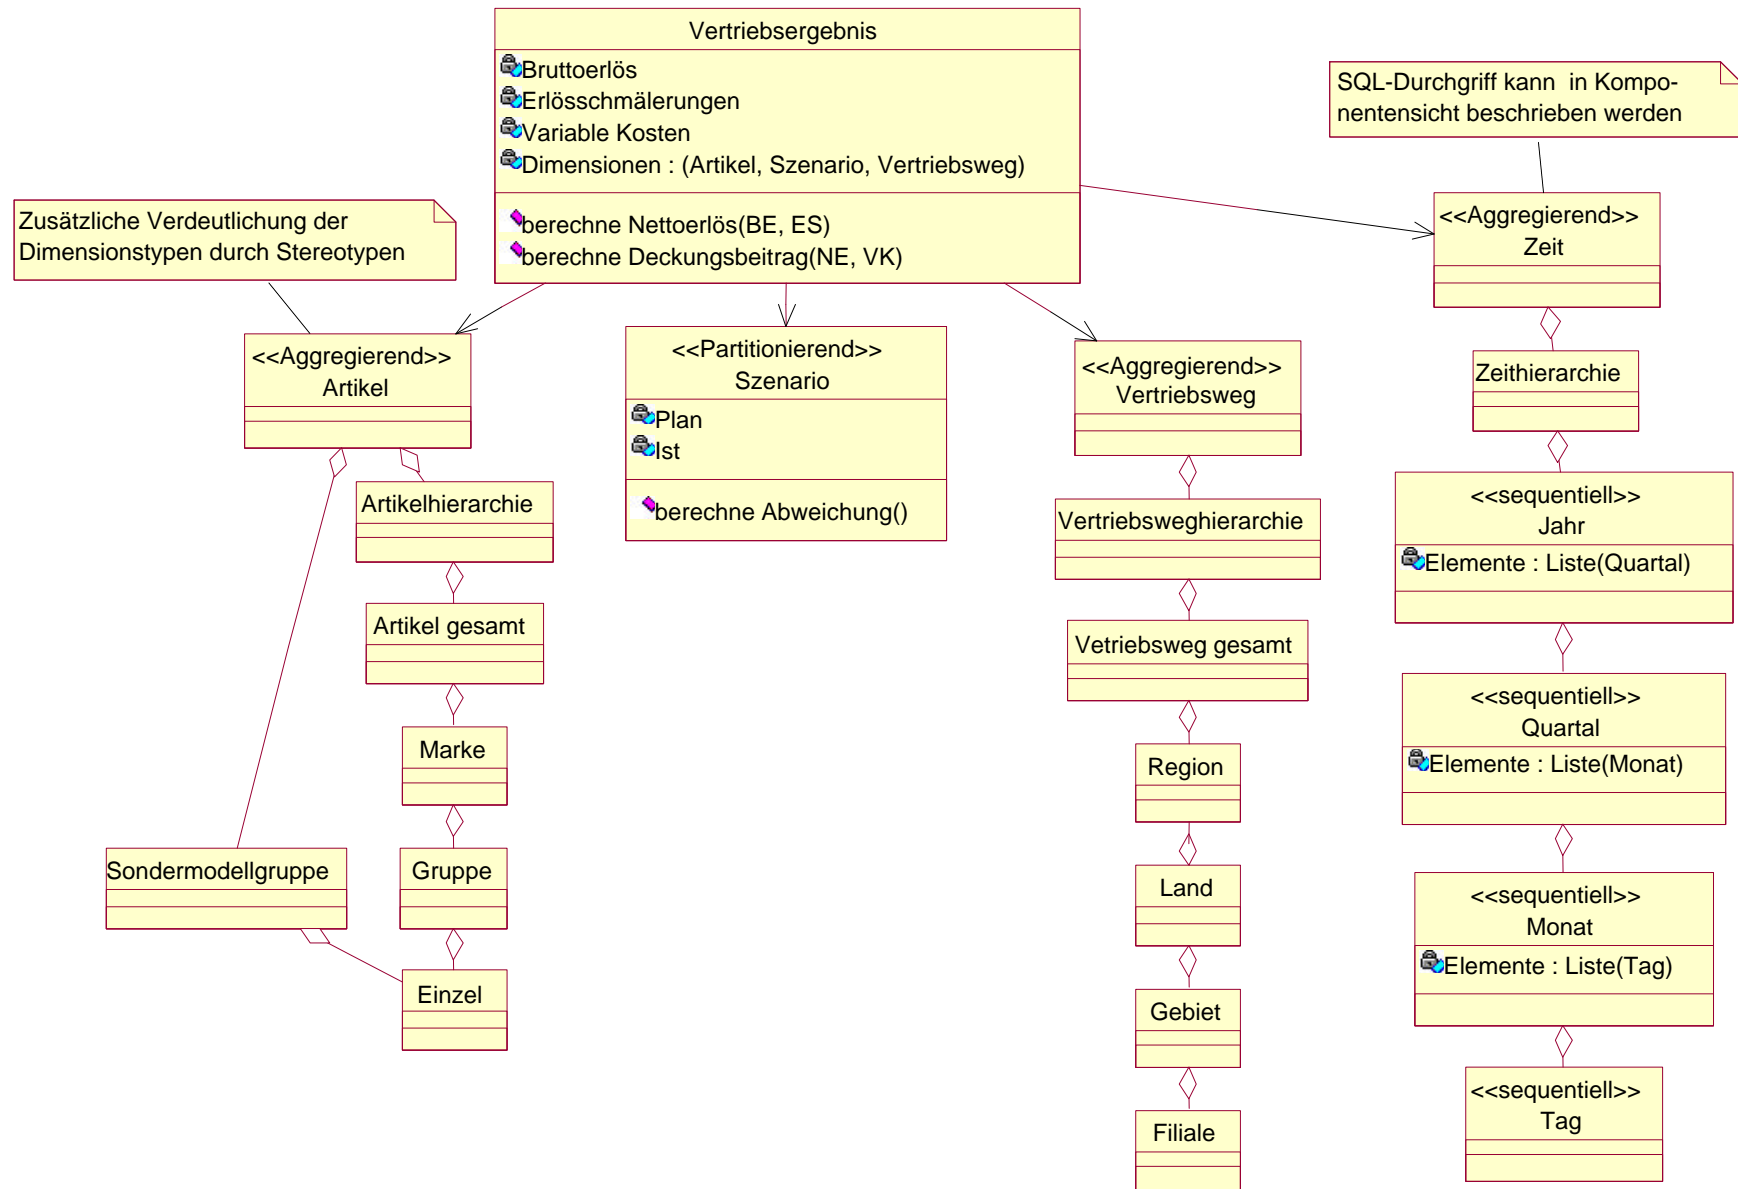 Vertriebsergebnis
Bruttoerlös
Erlösschmälerungen
Variable Kosten
Dimensionen : (Artikel, Szenario, Vertriebsweg)
berechne Nettoerlös(BE, ES)
berechne Deckungsbeitrag(NE, VK)
SQL-Durchgriff kann in Kompo-
nentensicht beschrieben werden
Zusätzliche Verdeutlichung der
Dimensionstypen durch Stereotypen
<<Aggregierend>>
Artikel
Artikelhierarchie
Artikel gesamt
Marke
Gruppe
Sondermodellgruppe
Einzel
<<Partitionierend>>
Szenario
Plan
Ist
berechne Abweichung()
<<Aggregierend>>
Vertriebsweg
Vertriebsweghierarchie
Vetriebsweg gesamt
Region
Land
Gebiet
Filiale
<<Aggregierend>>
Zeit
Zeithierarchie
<<sequentiell>>
Jahr
Elemente : Liste(Quartal)
<<sequentiell>>
Quartal
Elemente : Liste(Monat)
<<sequentiell>>
Monat
Elemente : Liste(Tag)
<<sequentiell>>
Tag